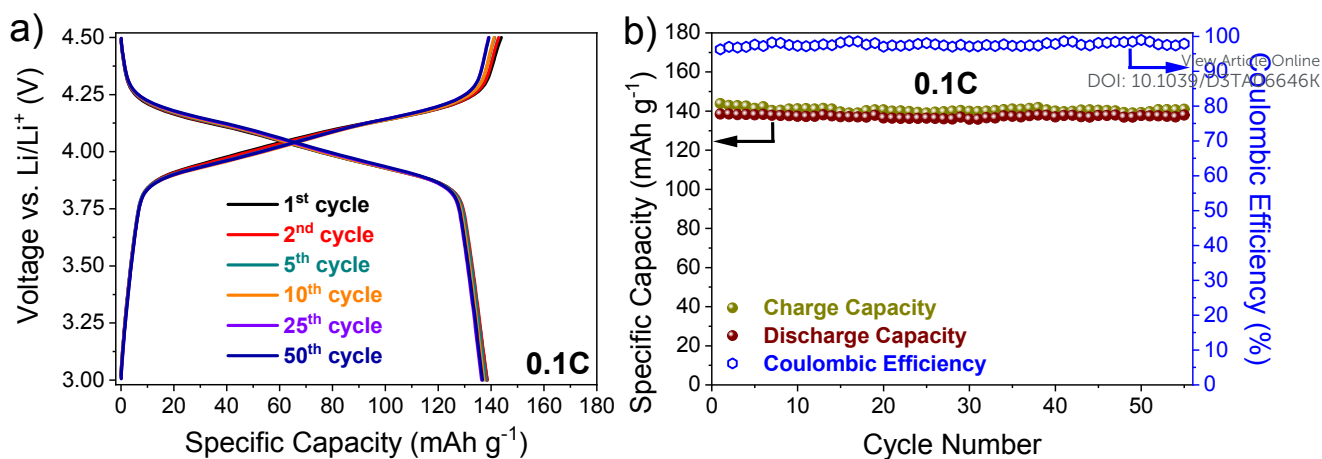 a)
4.50
4.25
4.00
3.75
3.50
3.25
3.00
Voltage vs. Li/Li⁺ (V)
1st cycle
2nd cycle
5th cycle
10th cycle
25th cycle
50th cycle
0.1C
0 20 40 60 80 100 120 140 160 180
Specific Capacity (mAh g⁻¹)
b)
180
160
140
120
100
80
60
40
20
0
Specific Capacity (mAh g⁻¹)
0.1C
Charge Capacity
Discharge Capacity
Coulombic Efficiency
0 10 20 30 40 50
Cycle Number
100
90
80
70
60
50
40
30
20
10
0
Coulombic Efficiency (%)
View Article Online